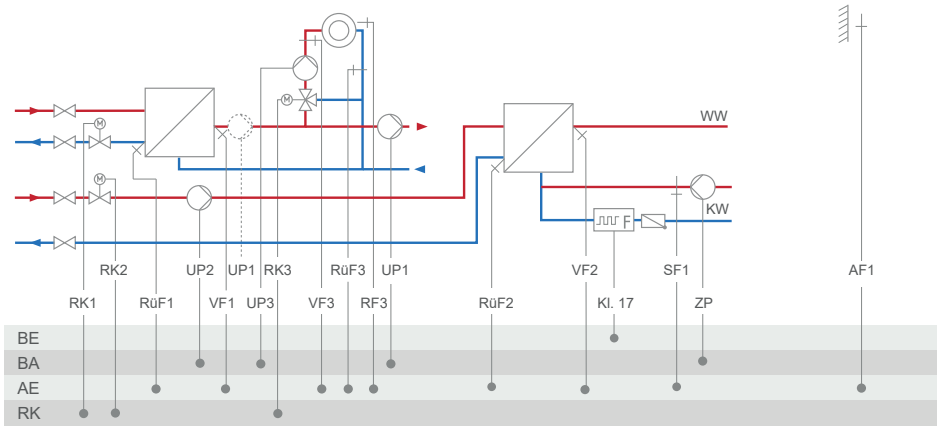 M
M
M
WW
KW
F
RK2
UP2
UP1
RK3
RüF3
UP1
VF2
SF1
AF1
RK1
RüF1
VF1
UP3
VF3
RF3
RüF2
Kl. 17
ZP
BE
BA
AE
RK